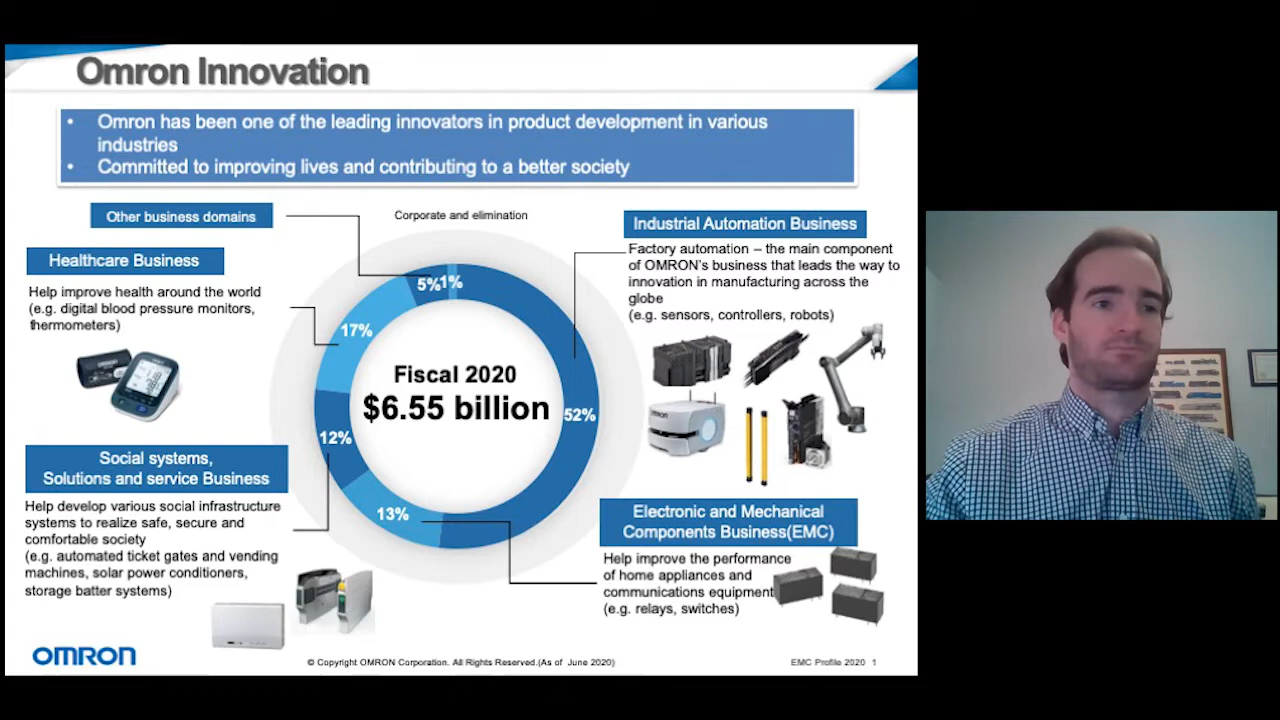 Omron Innovation
• Omron has been one of the leading innovators in product development in various
industries
• Committed to improving lives and contributing to a better society
Other business domains
Corporate and elimination
Industrial Automation Business
Factory automation – the main component
of OMRON's business that leads the way to
innovation in manufacturing across the
globe
(e.g. sensors, controllers, robots)
Healthcare Business
Help improve health around the world
(e.g. digital blood pressure monitors,
thermometers)
OMRON
5%
1%
17%
Fiscal 2020
$6.55 billion
52%
12%
13%
OMRON
Social systems,
Solutions and service Business
Help develop various social infrastructure
systems to realize safe, secure and
comfortable society
(e.g. automated ticket gates and vending
machines, solar power conditioners,
storage batter systems)
Electronic and Mechanical
Components Business(EMC)
Help improve the performance
of home appliances and
communications equipment
(e.g. relays, switches)
OMRON
© Copyright OMRON Corporation. All Rights Reserved.(As of June 2020)
EMC Profile 2020 1